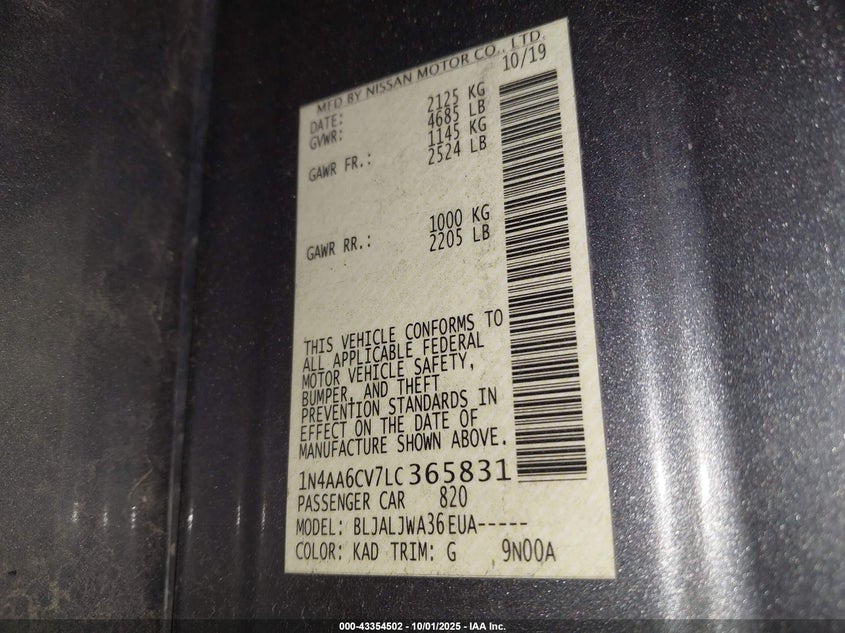 MFD BY NISSAN MOTOR CO., LTD.
DATE: 10/19
GVWR: 2125 KG
4685 LB
GAWR FR.: 1145 KG
2524 LB
GAWR RR.: 1000 KG
2205 LB
THIS VEHICLE CONFORMS TO
ALL APPLICABLE FEDERAL
MOTOR VEHICLE SAFETY,
BUMPER, AND THEFT
PREVENTION STANDARDS IN
EFFECT ON THE DATE OF
MANUFACTURE SHOWN ABOVE.
1N4AA6CV7LC365831
PASSENGER CAR 820
MODEL: BLJALJWA36EUA-----
COLOR: KAD TRIM: G 9N00A
000-43354502 - 10/01/2025 - IAA Inc.